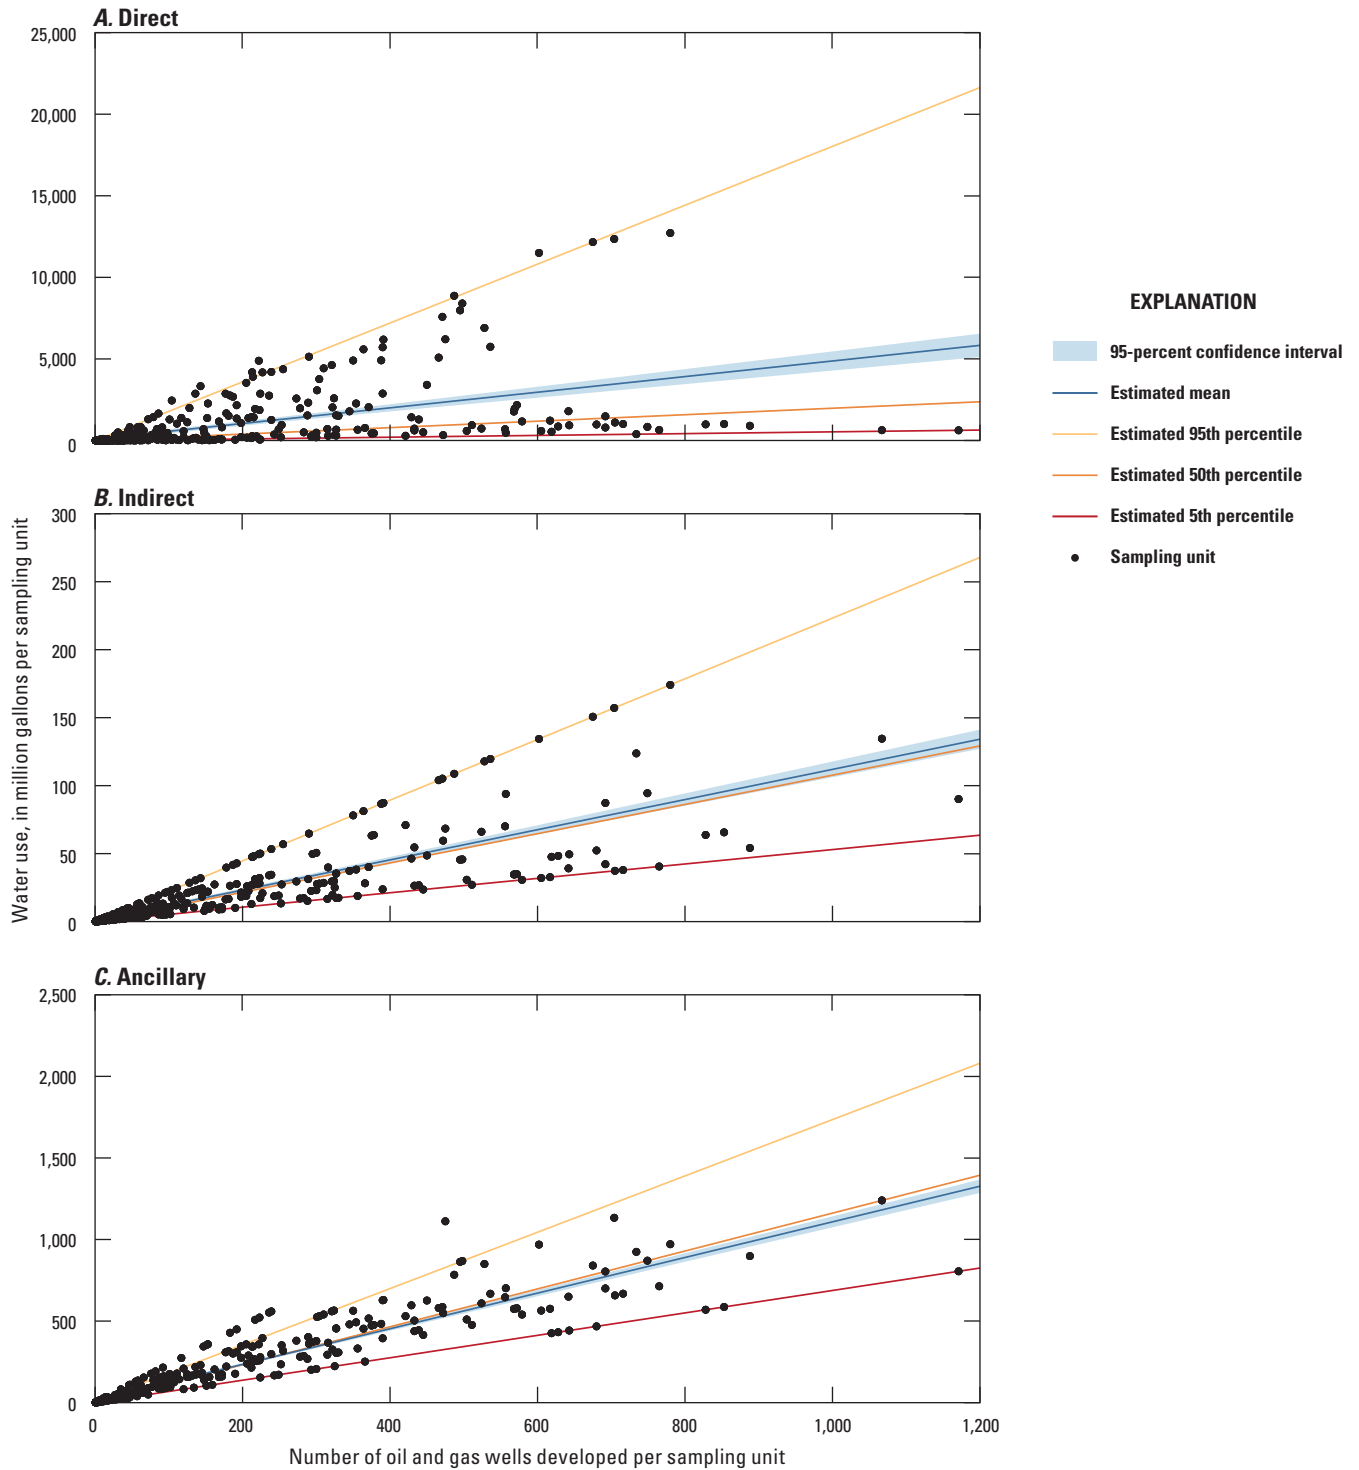 A. Direct
25,000
20,000
15,000
10,000
5,000
0
B. Indirect
300
250
200
150
100
50
0
C. Ancillary
2,500
2,000
1,500
1,000
500
0
0 200 400 600 800 1,000 1,200
Number of oil and gas wells developed per sampling unit
Water use, in million gallons per sampling unit
EXPLANATION
95-percent confidence interval
Estimated mean
Estimated 95th percentile
Estimated 50th percentile
Estimated 5th percentile
Sampling unit